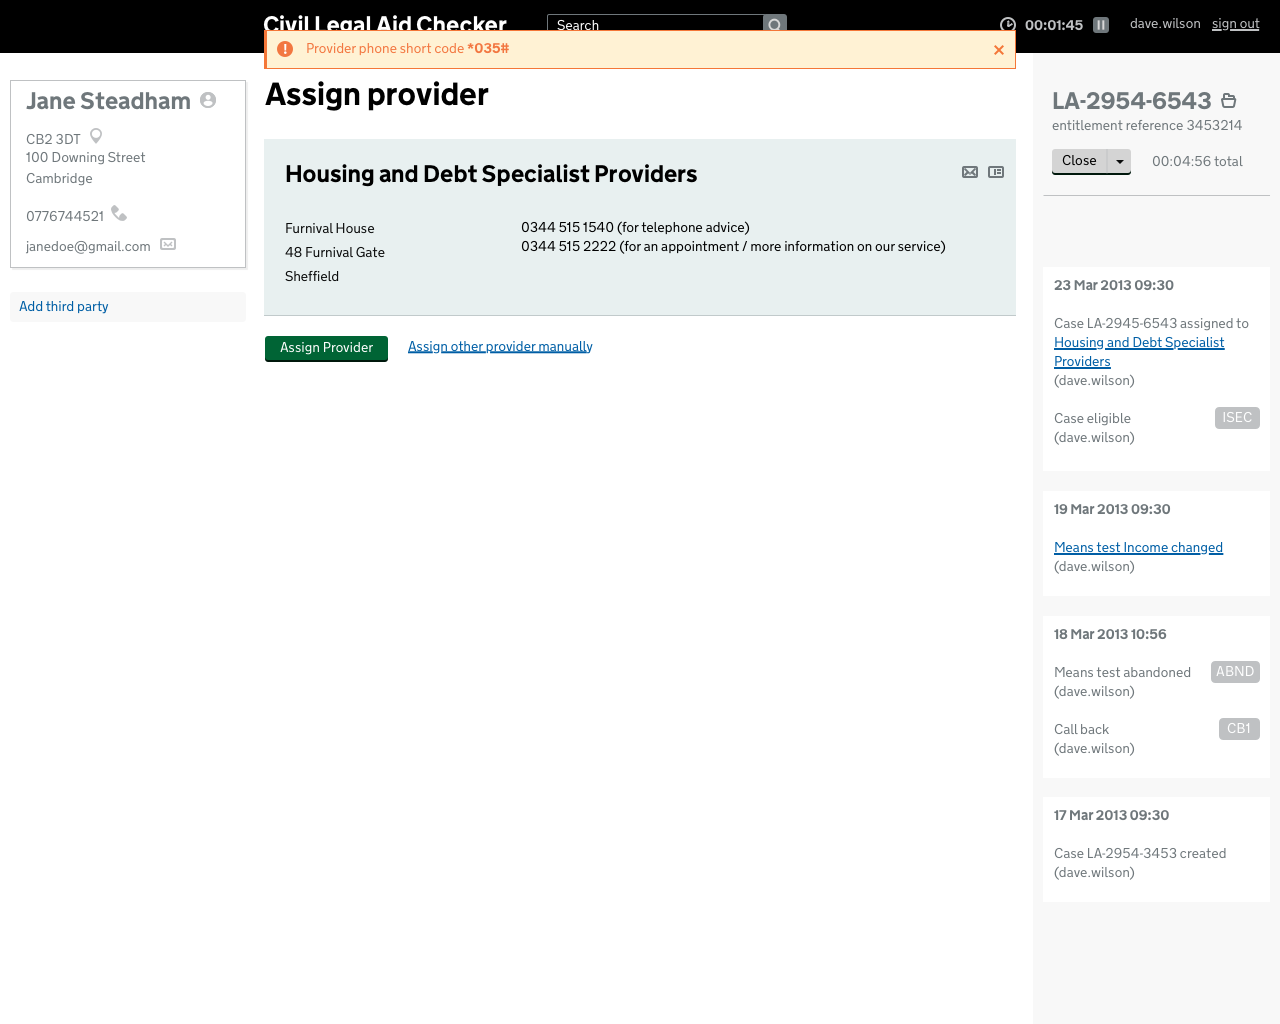 Civil Legal Aid Checker
Search
00:01:45
dave.wilson
sign out
Provider phone short code *035#
Jane Steadham
CB2 3DT
100 Downing Street
Cambridge
0776744521
janedoe@gmail.com
Add third party
Assign provider
Housing and Debt Specialist Providers
Furnival House
48 Furnival Gate
Sheffield
0344 515 1540 (for telephone advice)
0344 515 2222 (for an appointment / more information on our service)
Assign Provider
Assign other provider manually
LA-2954-6543
entitlement reference 3453214
Close
00:04:56 total
23 Mar 2013 09:30
Case LA-2945-6543 assigned to
Housing and Debt Specialist
Providers
(dave.wilson)
Case eligible
ISEC
(dave.wilson)
19 Mar 2013 09:30
Means test Income changed
(dave.wilson)
18 Mar 2013 10:56
Means test abandoned
ABND
(dave.wilson)
Call back
CB1
(dave.wilson)
17 Mar 2013 09:30
Case LA-2954-3453 created
(dave.wilson)